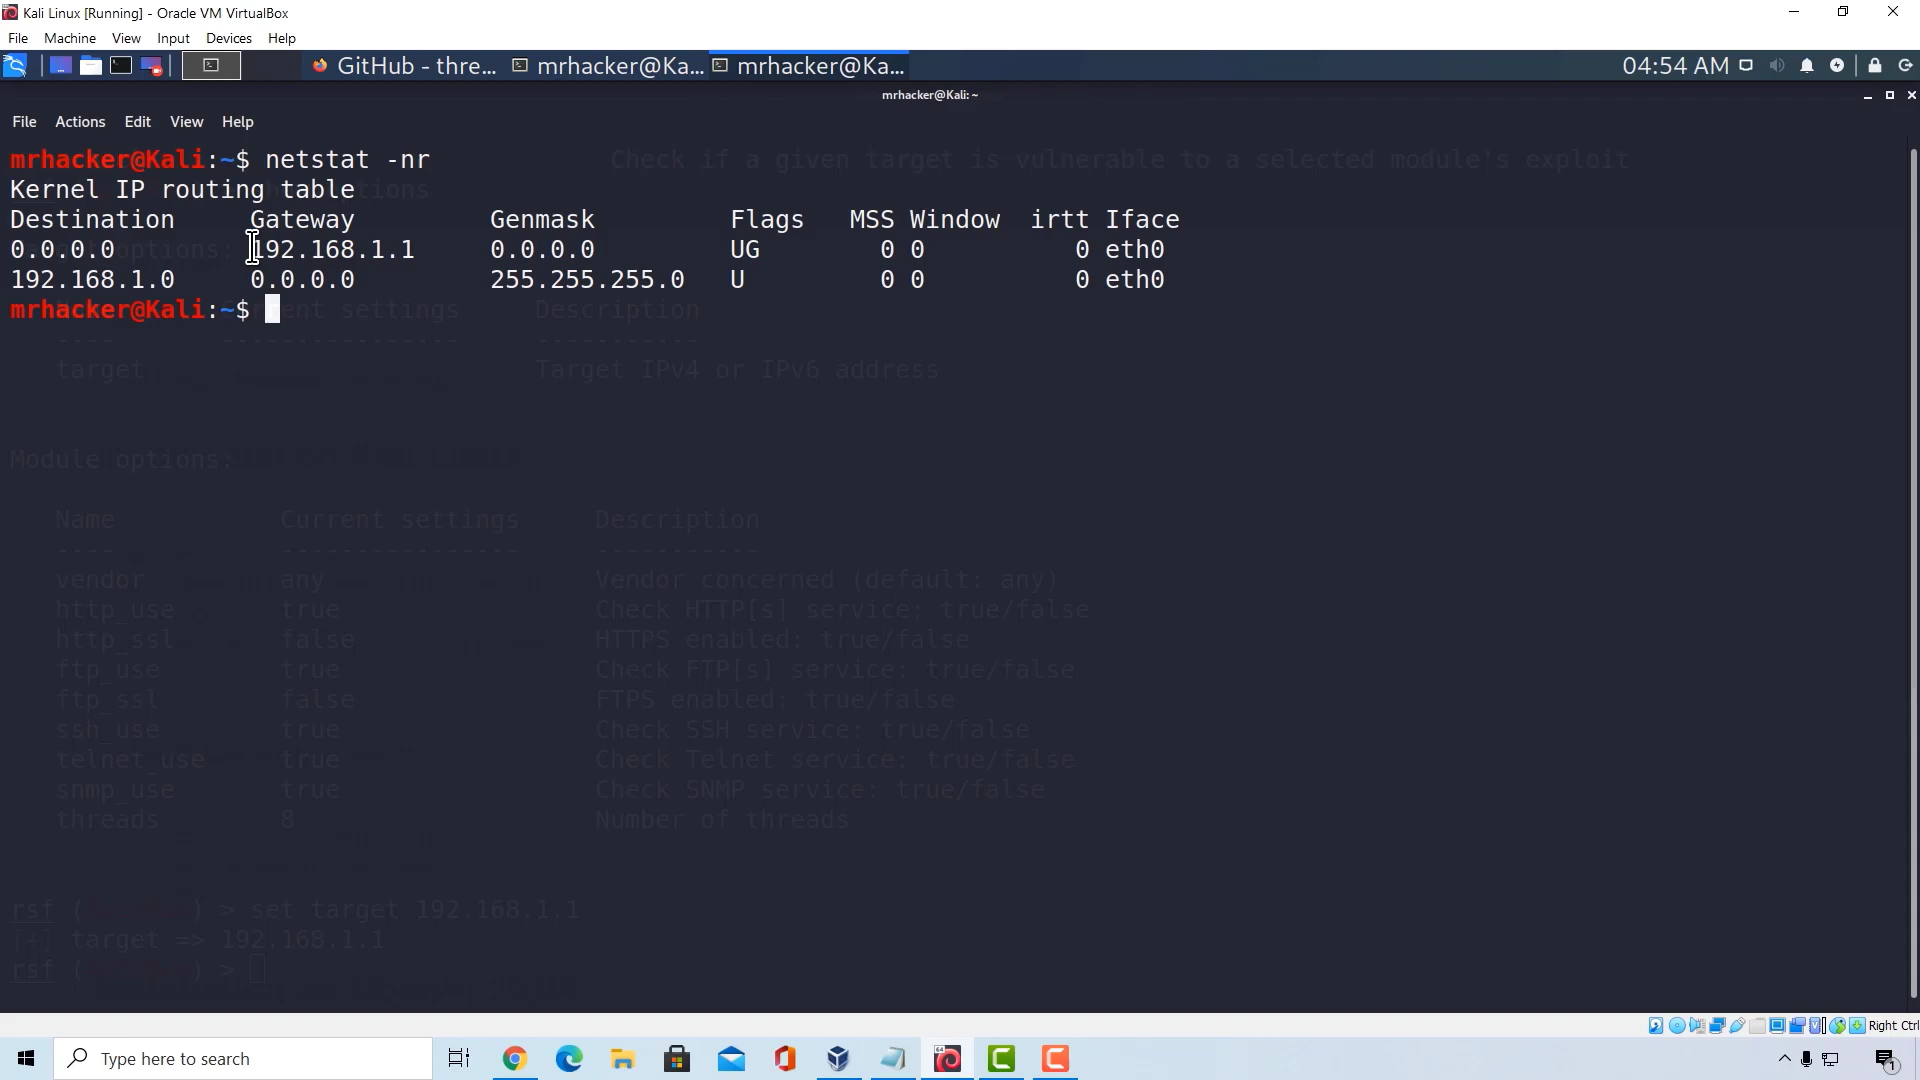 Kali Linux [Running] - Oracle VM VirtualBox
File Machine View Input Devices Help
GitHub - thre... mrhacker@Ka... mrhacker@Ka... 04:54 AM
mrhacker@Kali: ~
File Actions Edit View Help
mrhacker@Kali:~$ netstat -nr Check if a given target is vulnerable to a selected module's exploit
Kernel IP routing table
Destination Gateway Genmask Flags MSS Window irtt Iface
0.0.0.0 192.168.1.1 0.0.0.0 UG 0 0 0 eth0
192.168.1.0 0.0.0.0 255.255.255.0 U 0 0 0 eth0
mrhacker@Kali:~$ rent settings Description
---- ---------------- -----------
target Target IPv4 or IPv6 address
Module options:
Name Current settings Description
---- ---------------- -----------
vendor any Vendor concerned (default: any)
http_use true Check HTTP[s] service: true/false
http_ssl false HTTPS enabled: true/false
ftp_use true Check FTP[s] service: true/false
ftp_ssl false FTPS enabled: true/false
ssh_use true Check SSH service: true/false
telnet_use true Check Telnet service: true/false
snmp_use true Check SNMP service: true/false
threads 8 Number of threads
rsf ( ) > set target 192.168.1.1
[+] target => 192.168.1.1
rsf ( ) >
Right Ctrl
Type here to search
1